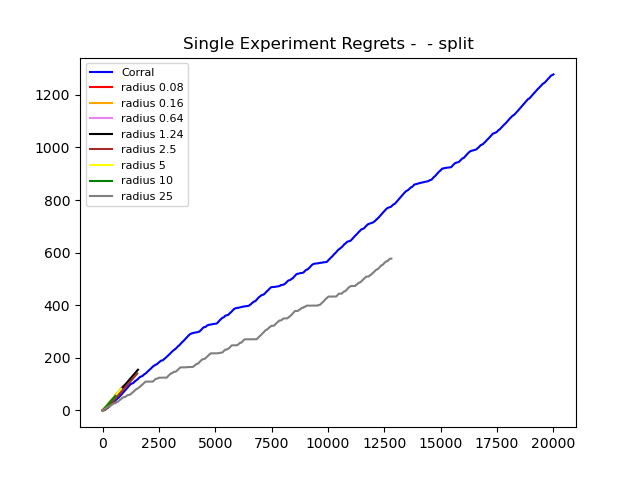 Single Experiment Regrets -  - split
Corral
radius 0.08
radius 0.16
radius 0.64
radius 1.24
radius 2.5
radius 5
radius 10
radius 25
1200
1000
800
600
400
200
0
0 2500 5000 7500 10000 12500 15000 17500 20000